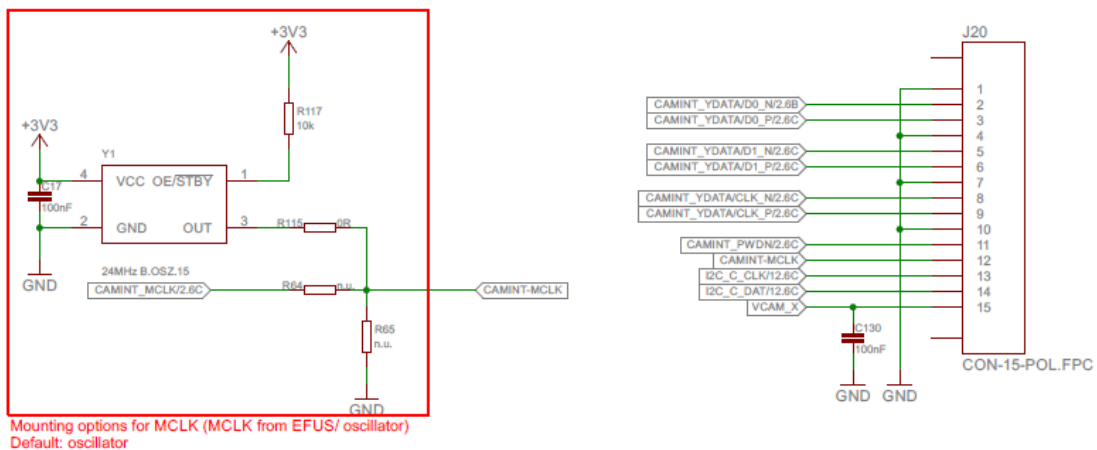 +3V3
R117
10k
+3V3
Y1
4
VCC OE/STBY
1
C17
100nF
2
GND OUT
3
R115
0R
GND
24MHz B.OSZ.15
CAMINT_MCLK/2.6C
R64
n.u.
CAMINT-MCLK
R65
n.u.
GND
Mounting options for MCLK (MCLK from EFUS/ oscillator)
Default: oscillator
J20
1
CAMINT_YDATA/D0_N/2.6B
2
CAMINT_YDATA/D0_P/2.6C
3
4
CAMINT_YDATA/D1_N/2.6C
5
CAMINT_YDATA/D1_P/2.6C
6
7
CAMINT_YDATA/CLK_N/2.6C
8
CAMINT_YDATA/CLK_P/2.6C
9
10
CAMINT_PWDN/2.6C
11
CAMINT-MCLK
12
I2C_C_CLK/12.6C
13
I2C_C_DAT/12.6C
14
VCAM_X
15
C130
100nF
CON-15-POL.FPC
GND GND